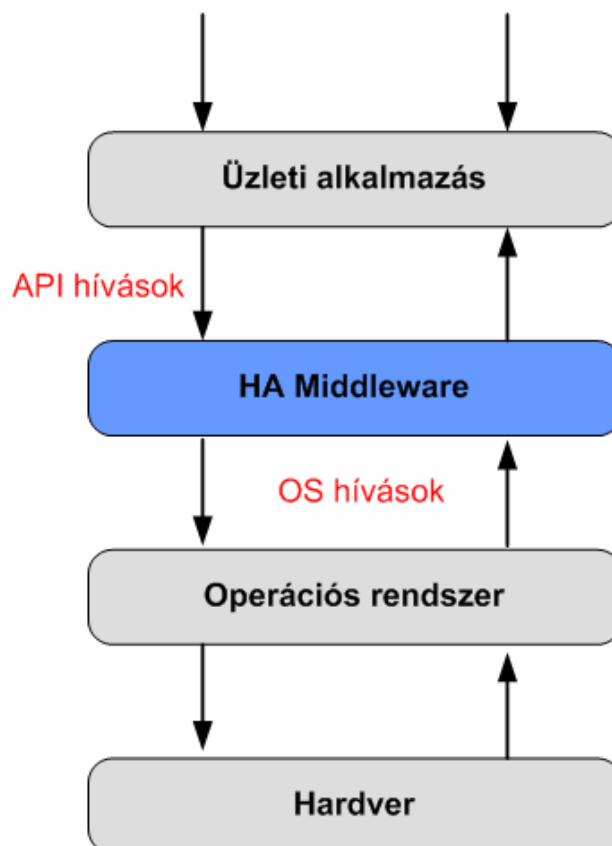 Üzleti alkalmazás
API hívások
HA Middleware
OS hívások
Operációs rendszer
Hardver